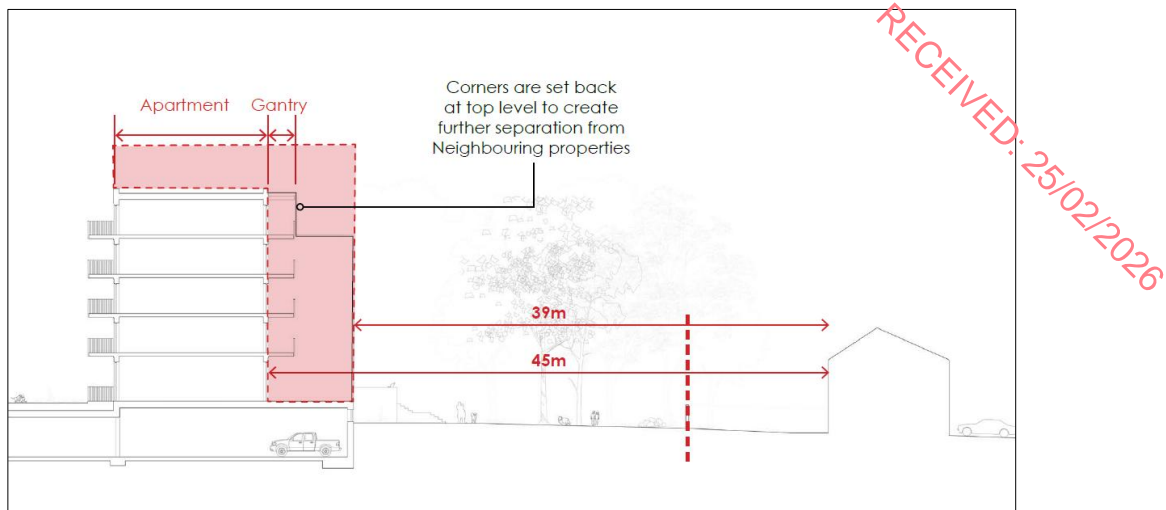 RECEIVED: 25/02/2026
Corners are set back
at top level to create
further separation from
Neighbouring properties
Apartment
Gantry
39m
45m